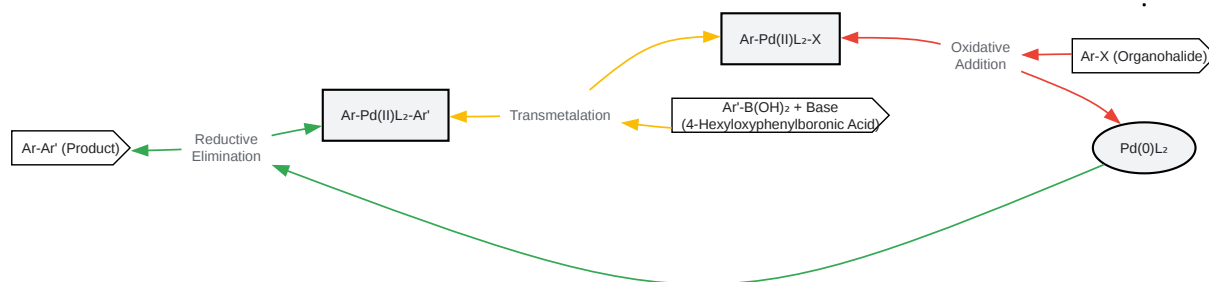 Ar-Pd(II)L₂-X
Oxidative
Addition
Ar-X (Organohalide)
Ar'-B(OH)₂ + Base
(4-Hexyloxyphenylboronic Acid)
Transmetalation
Ar-Pd(II)L₂-Ar'
Reductive
Elimination
Ar-Ar' (Product)
Pd(0)L₂